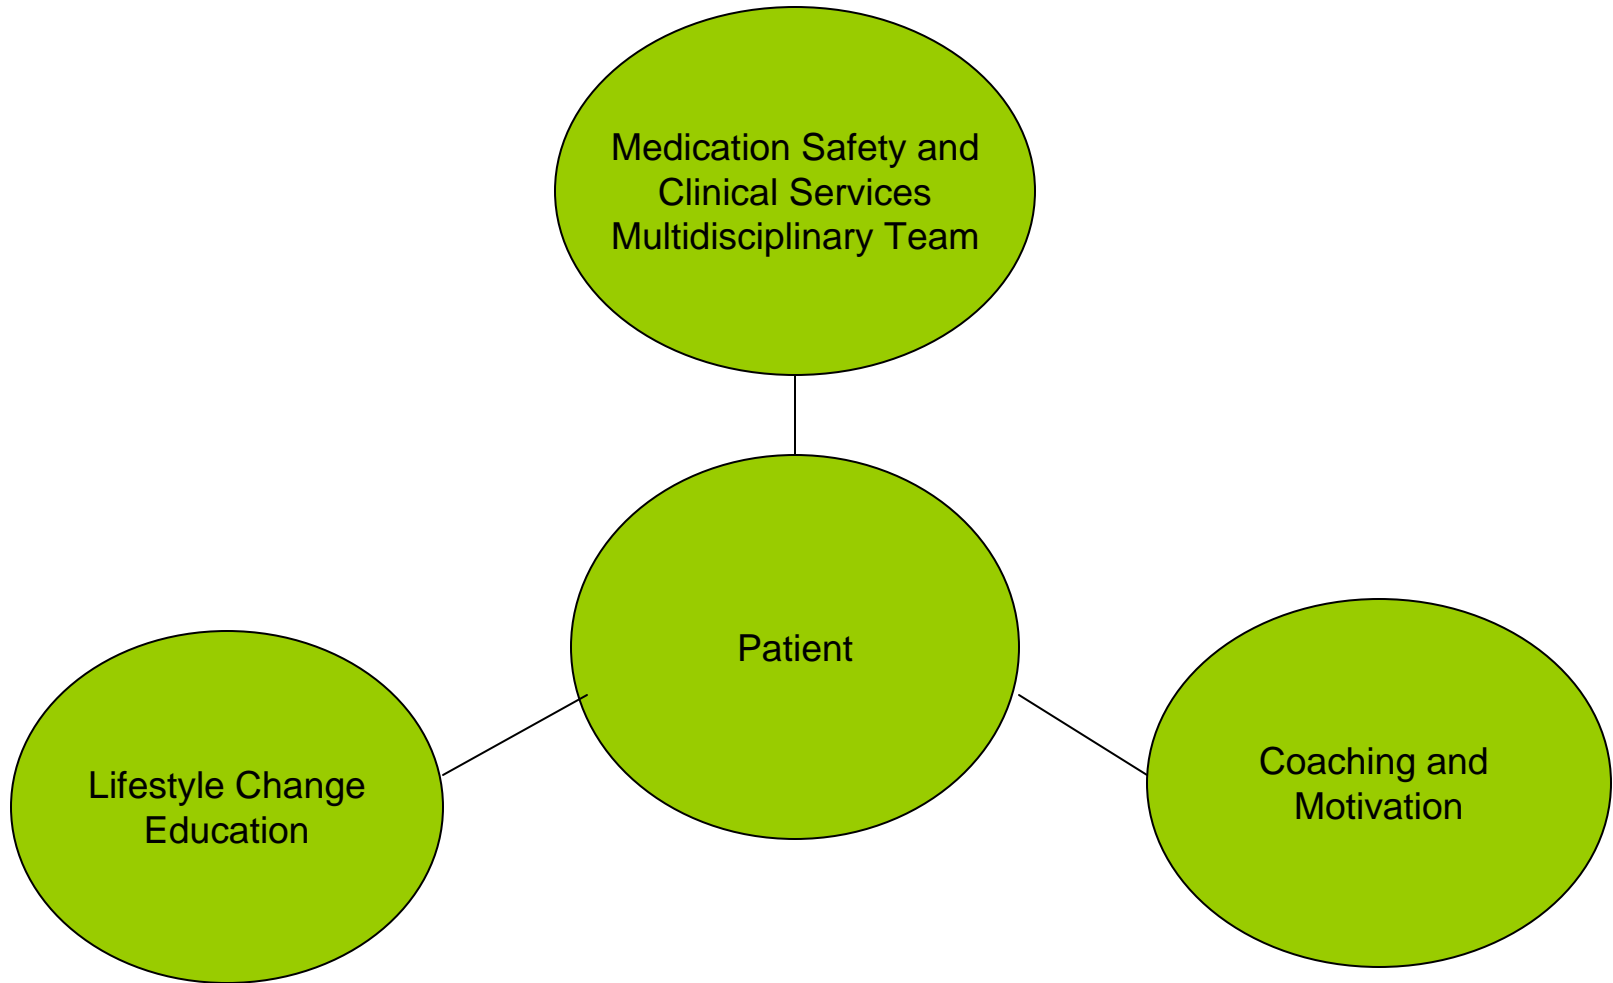 Medication Safety and
Clinical Services
Multidisciplinary Team
Patient
Lifestyle Change
Education
Coaching and
Motivation